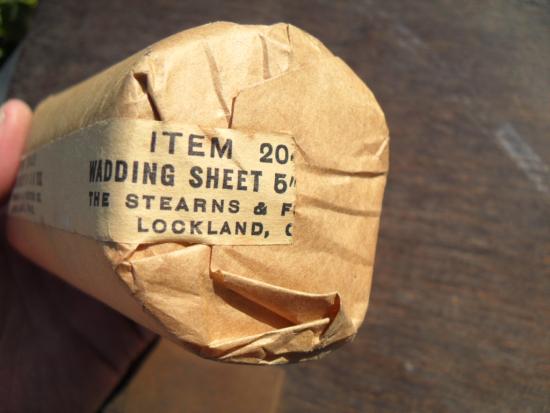 ITEM 20
WADDING SHEET 5"
THE STEARNS & F
LOCKLAND,